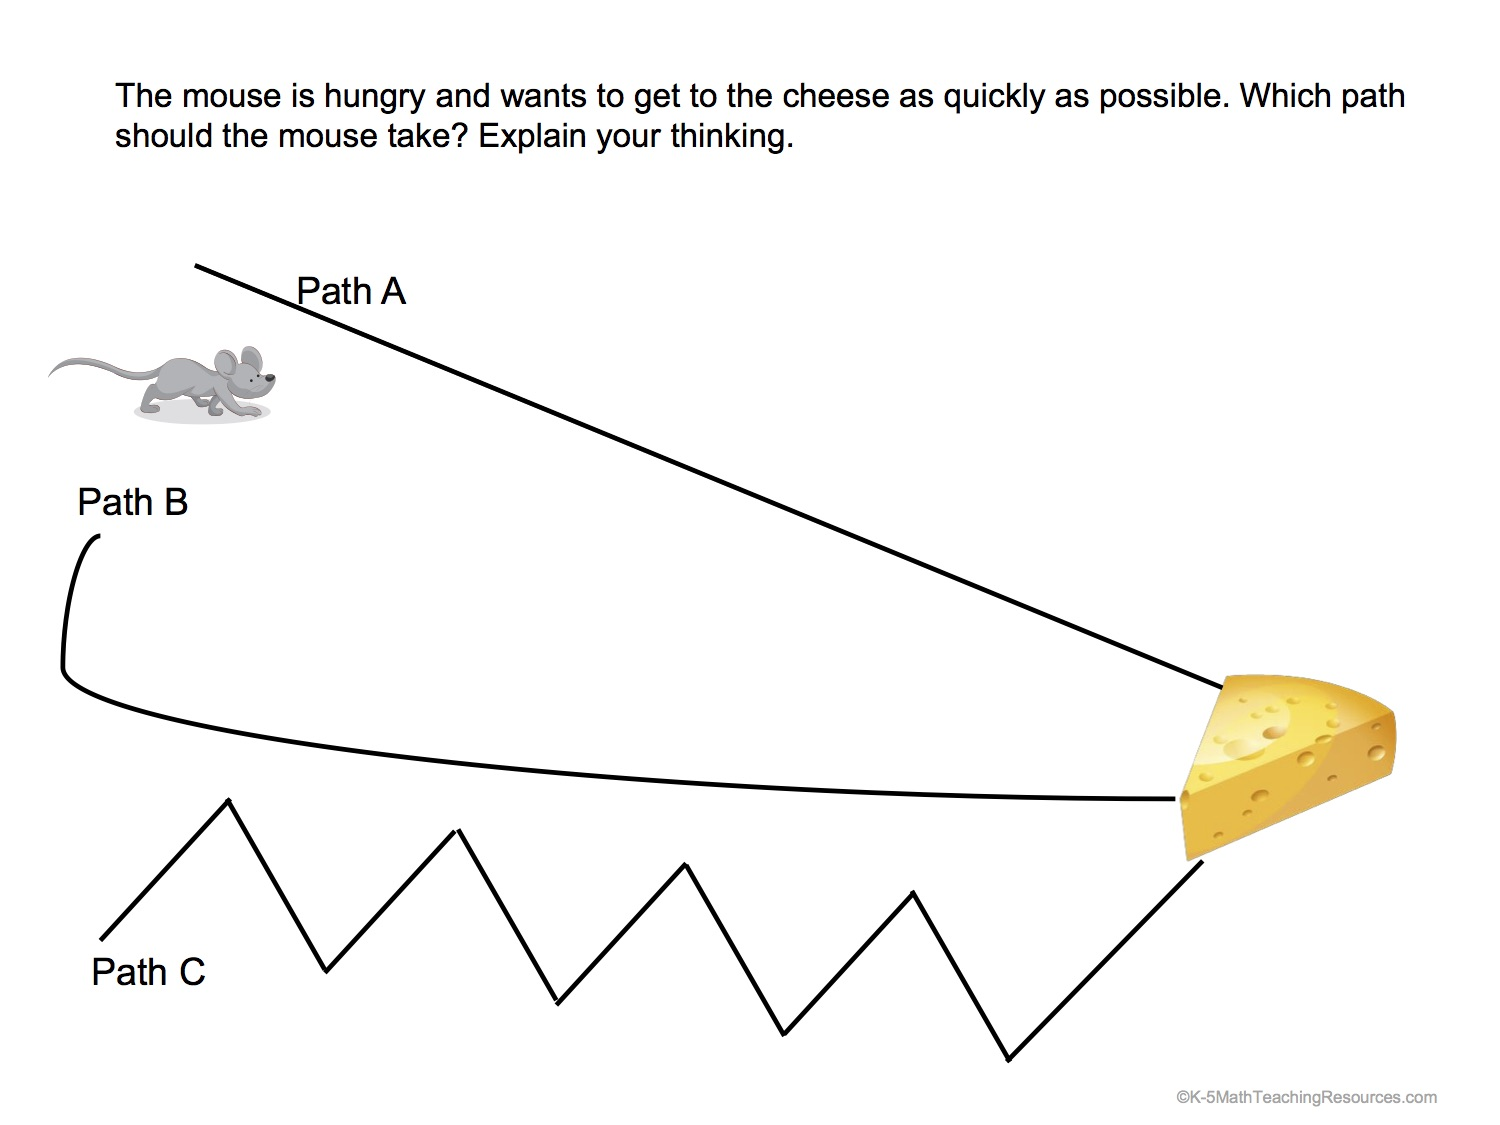 The mouse is hungry and wants to get to the cheese as quickly as possible. Which path
should the mouse take? Explain your thinking.
Path A
Path B
Path C
©K-5MathTeachingResources.com